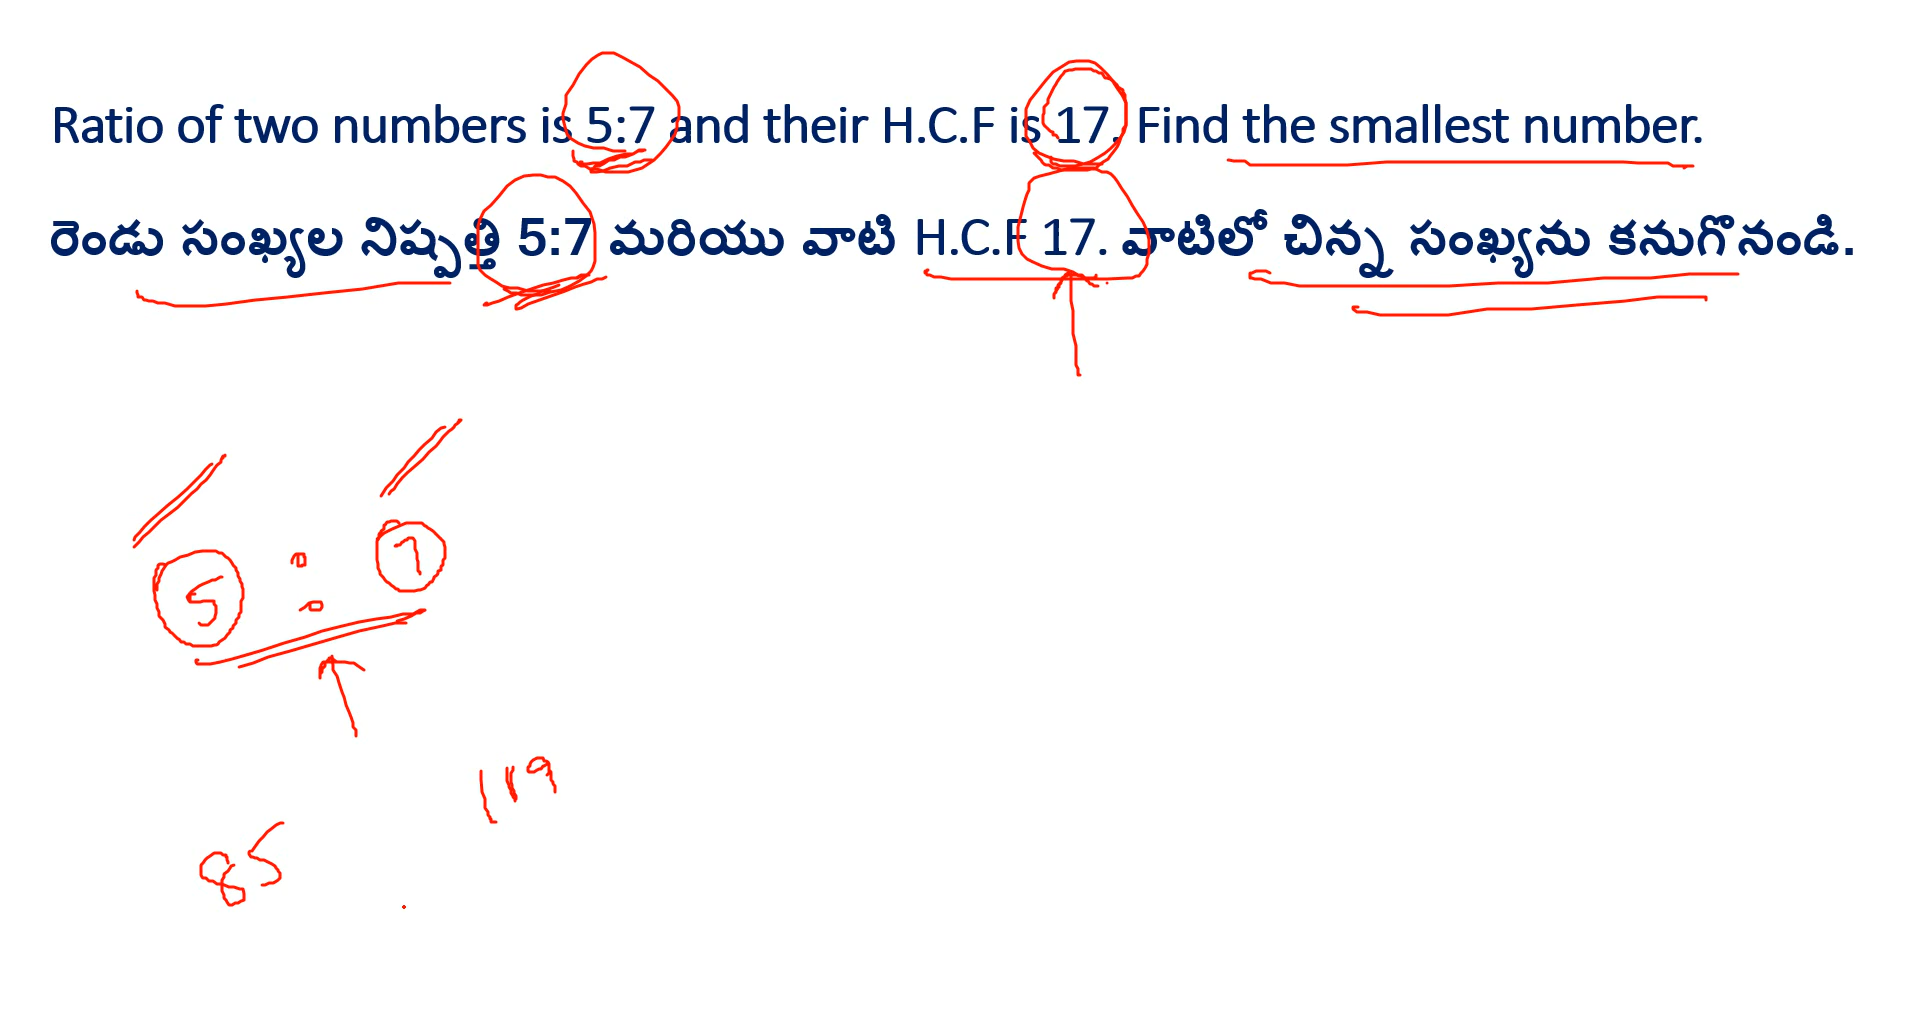 Ratio of two numbers is 5:7 and their H.C.F is 17. Find the smallest number.
రెండు సంఖ్యల నిష్పత్తి 5:7 మరియు వాటి H.C.F 17. వాటిలో చిన్న సంఖ్యను కనుగొనండి.
5 : 7
119
85